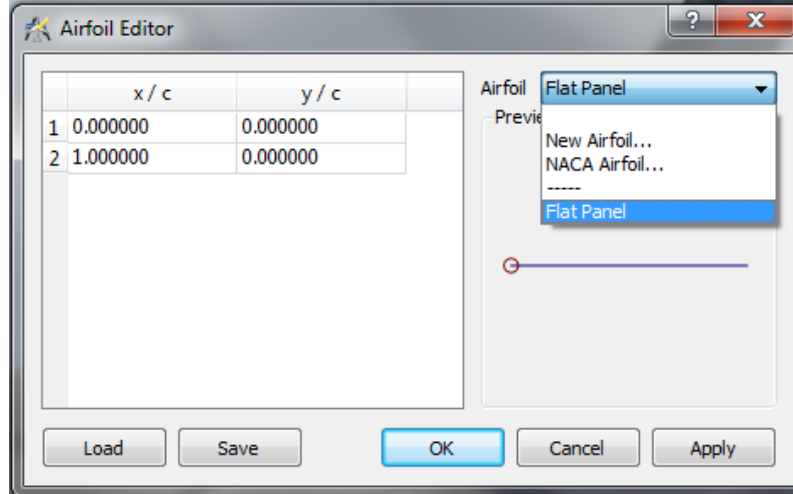 Airfoil Editor
?
x / c y / c
1 0.000000 0.000000
2 1.000000 0.000000
Airfoil Flat Panel
New Airfoil...
NACA Airfoil...
-----
Flat Panel
Load Save OK Cancel Apply